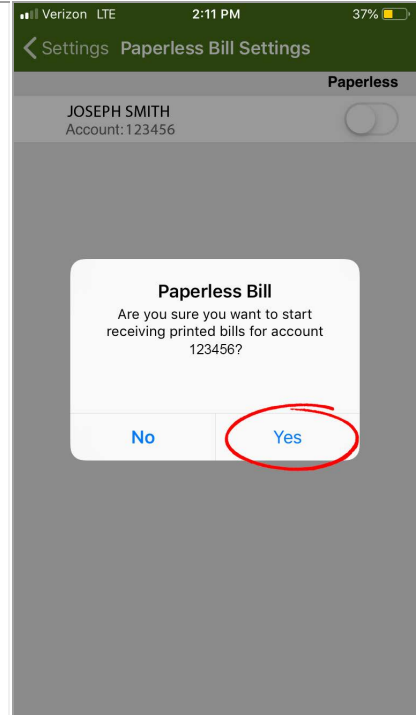 Verizon LTE 2:11 PM 37%
Settings Paperless Bill Settings
Paperless
JOSEPH SMITH
Account:123456
Paperless Bill
Are you sure you want to start
receiving printed bills for account
123456?
No Yes